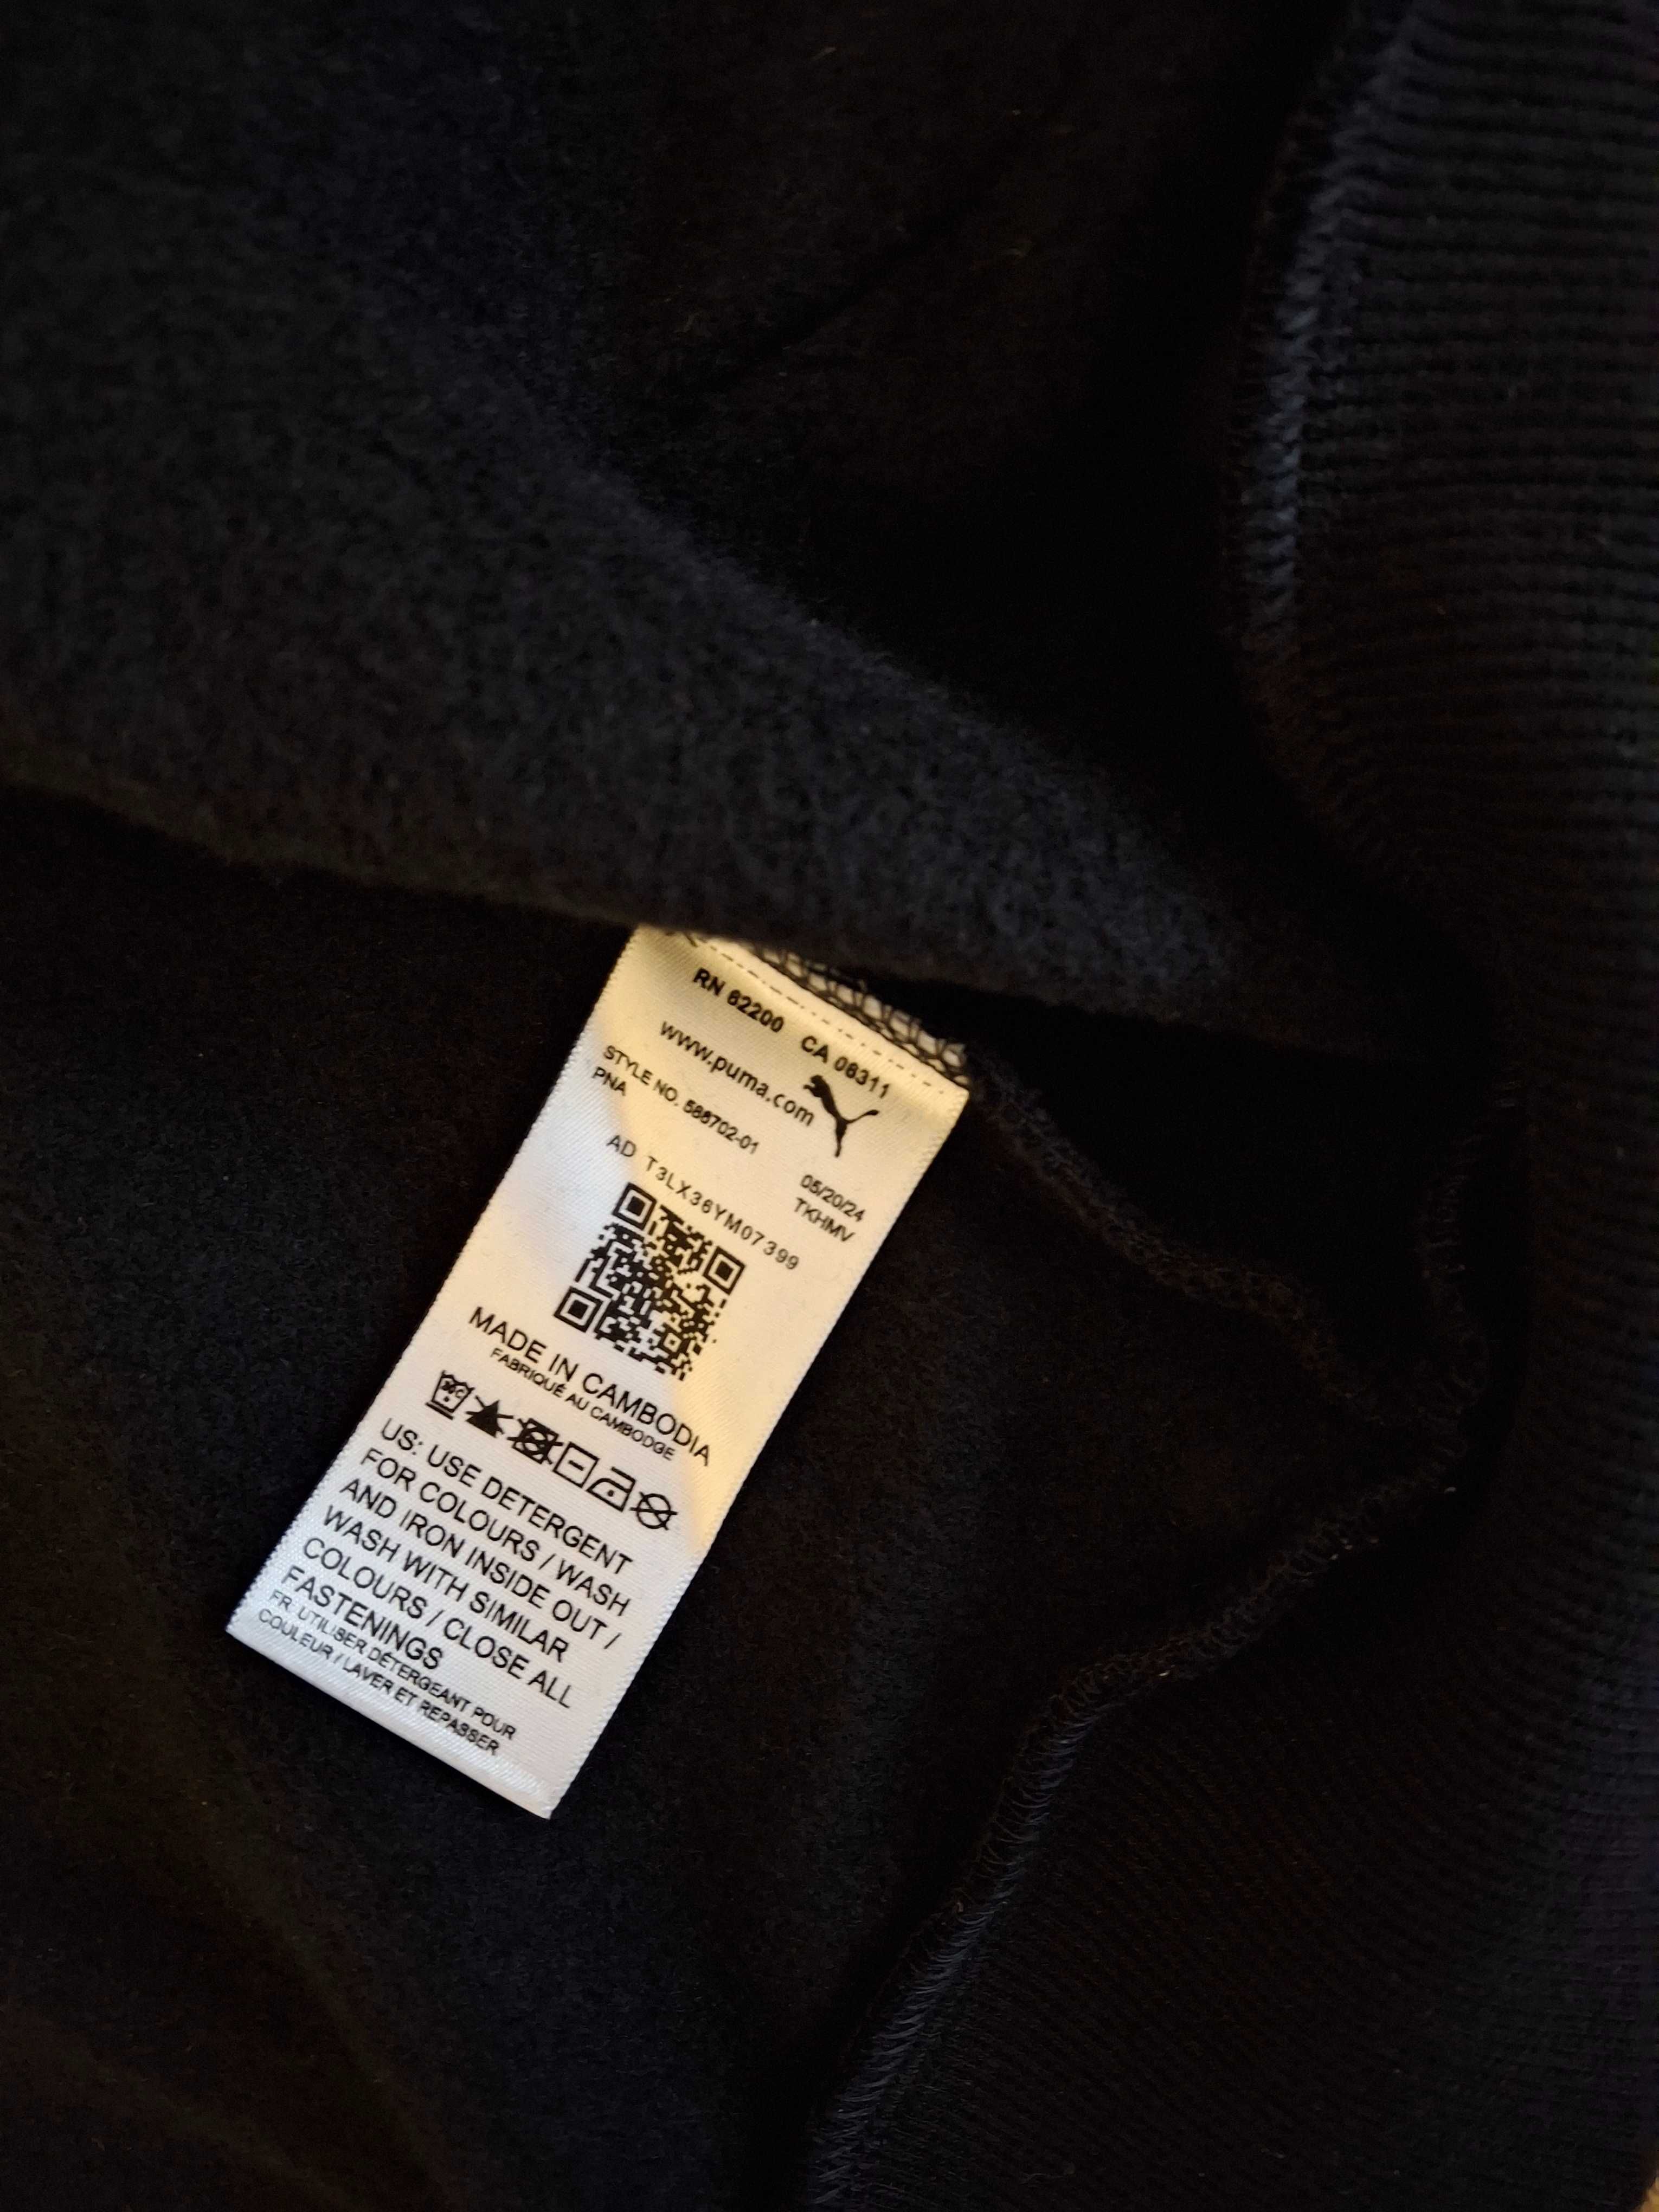 RN 62200 CA 08311
www.puma.com
STYLE NO. 586702-01
PNA
05/20/24
TKHMV
AD T3LX36YM07399
MADE IN CAMBODIA
FABRIQUÉ AU CAMBODGE
30°C
US: USE DETERGENT
FOR COLOURS / WASH
AND IRON INSIDE OUT /
WASH WITH SIMILAR
COLOURS / CLOSE ALL
FASTENINGS
FR: UTILISER DÉTERGEANT POUR
COULEUR / LAVER ET REPASSER